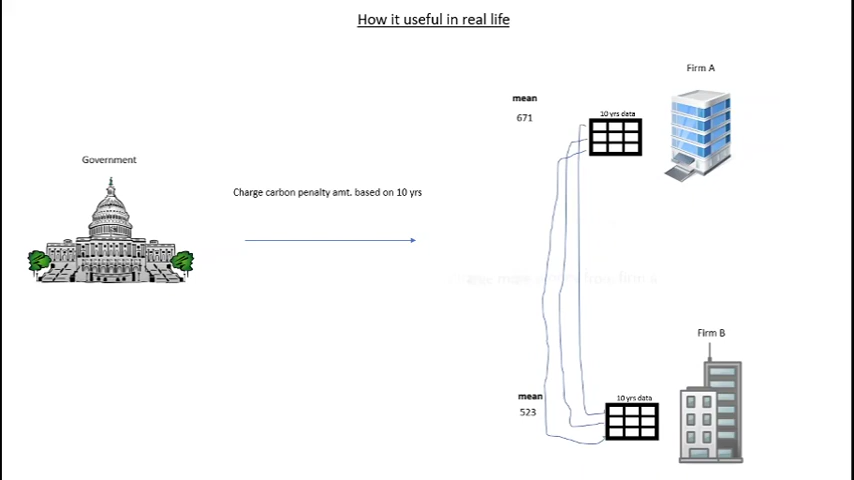 How it useful in real life
Firm A
mean
671
10 yrs data
Government
Charge carbon penalty amt. based on 10 yrs
Firm B
mean
523
10 yrs data